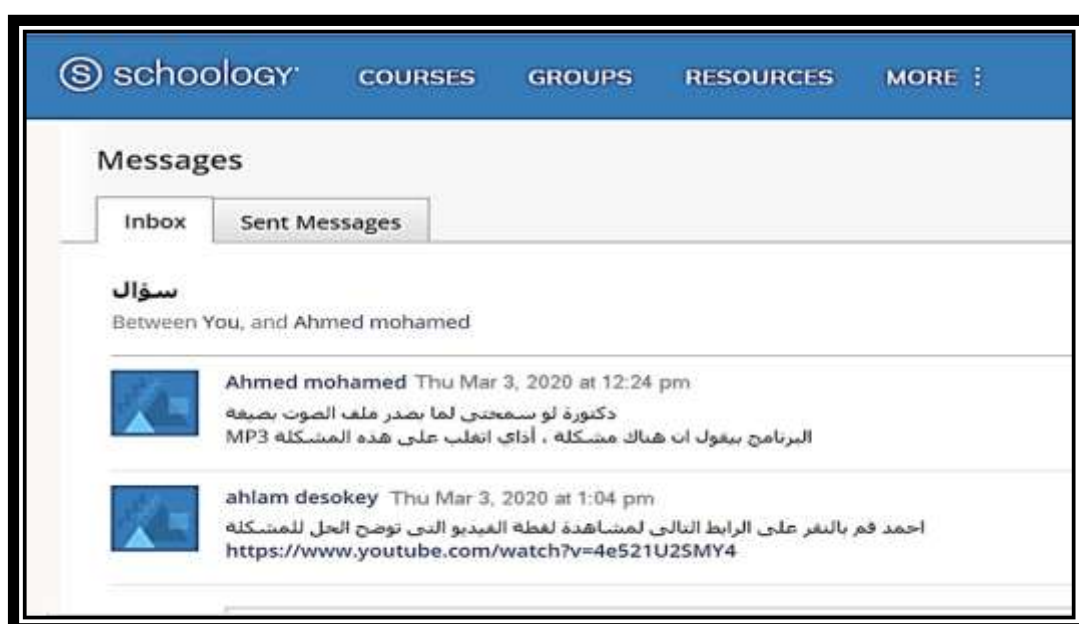 schoology COURSES GROUPS RESOURCES MORE
Messages
Inbox Sent Messages
سؤال
Between You, and Ahmed mohamed
Ahmed mohamed Thu Mar 3, 2020 at 12:24 pm
دكتورة لو سمحتى لما بصدر ملف الصوت بصيغة
البرنامج بيقول ان هناك مشكلة ، أذاي اتغلب على هذه المشكلة MP3
ahlam desokey Thu Mar 3, 2020 at 1:04 pm
احمد قم بالنقر على الرابط التالى لمشاهدة لقطة الفيديو التى توضح الحل للمشكلة
https://www.youtube.com/watch?v=4e521U2SMY4